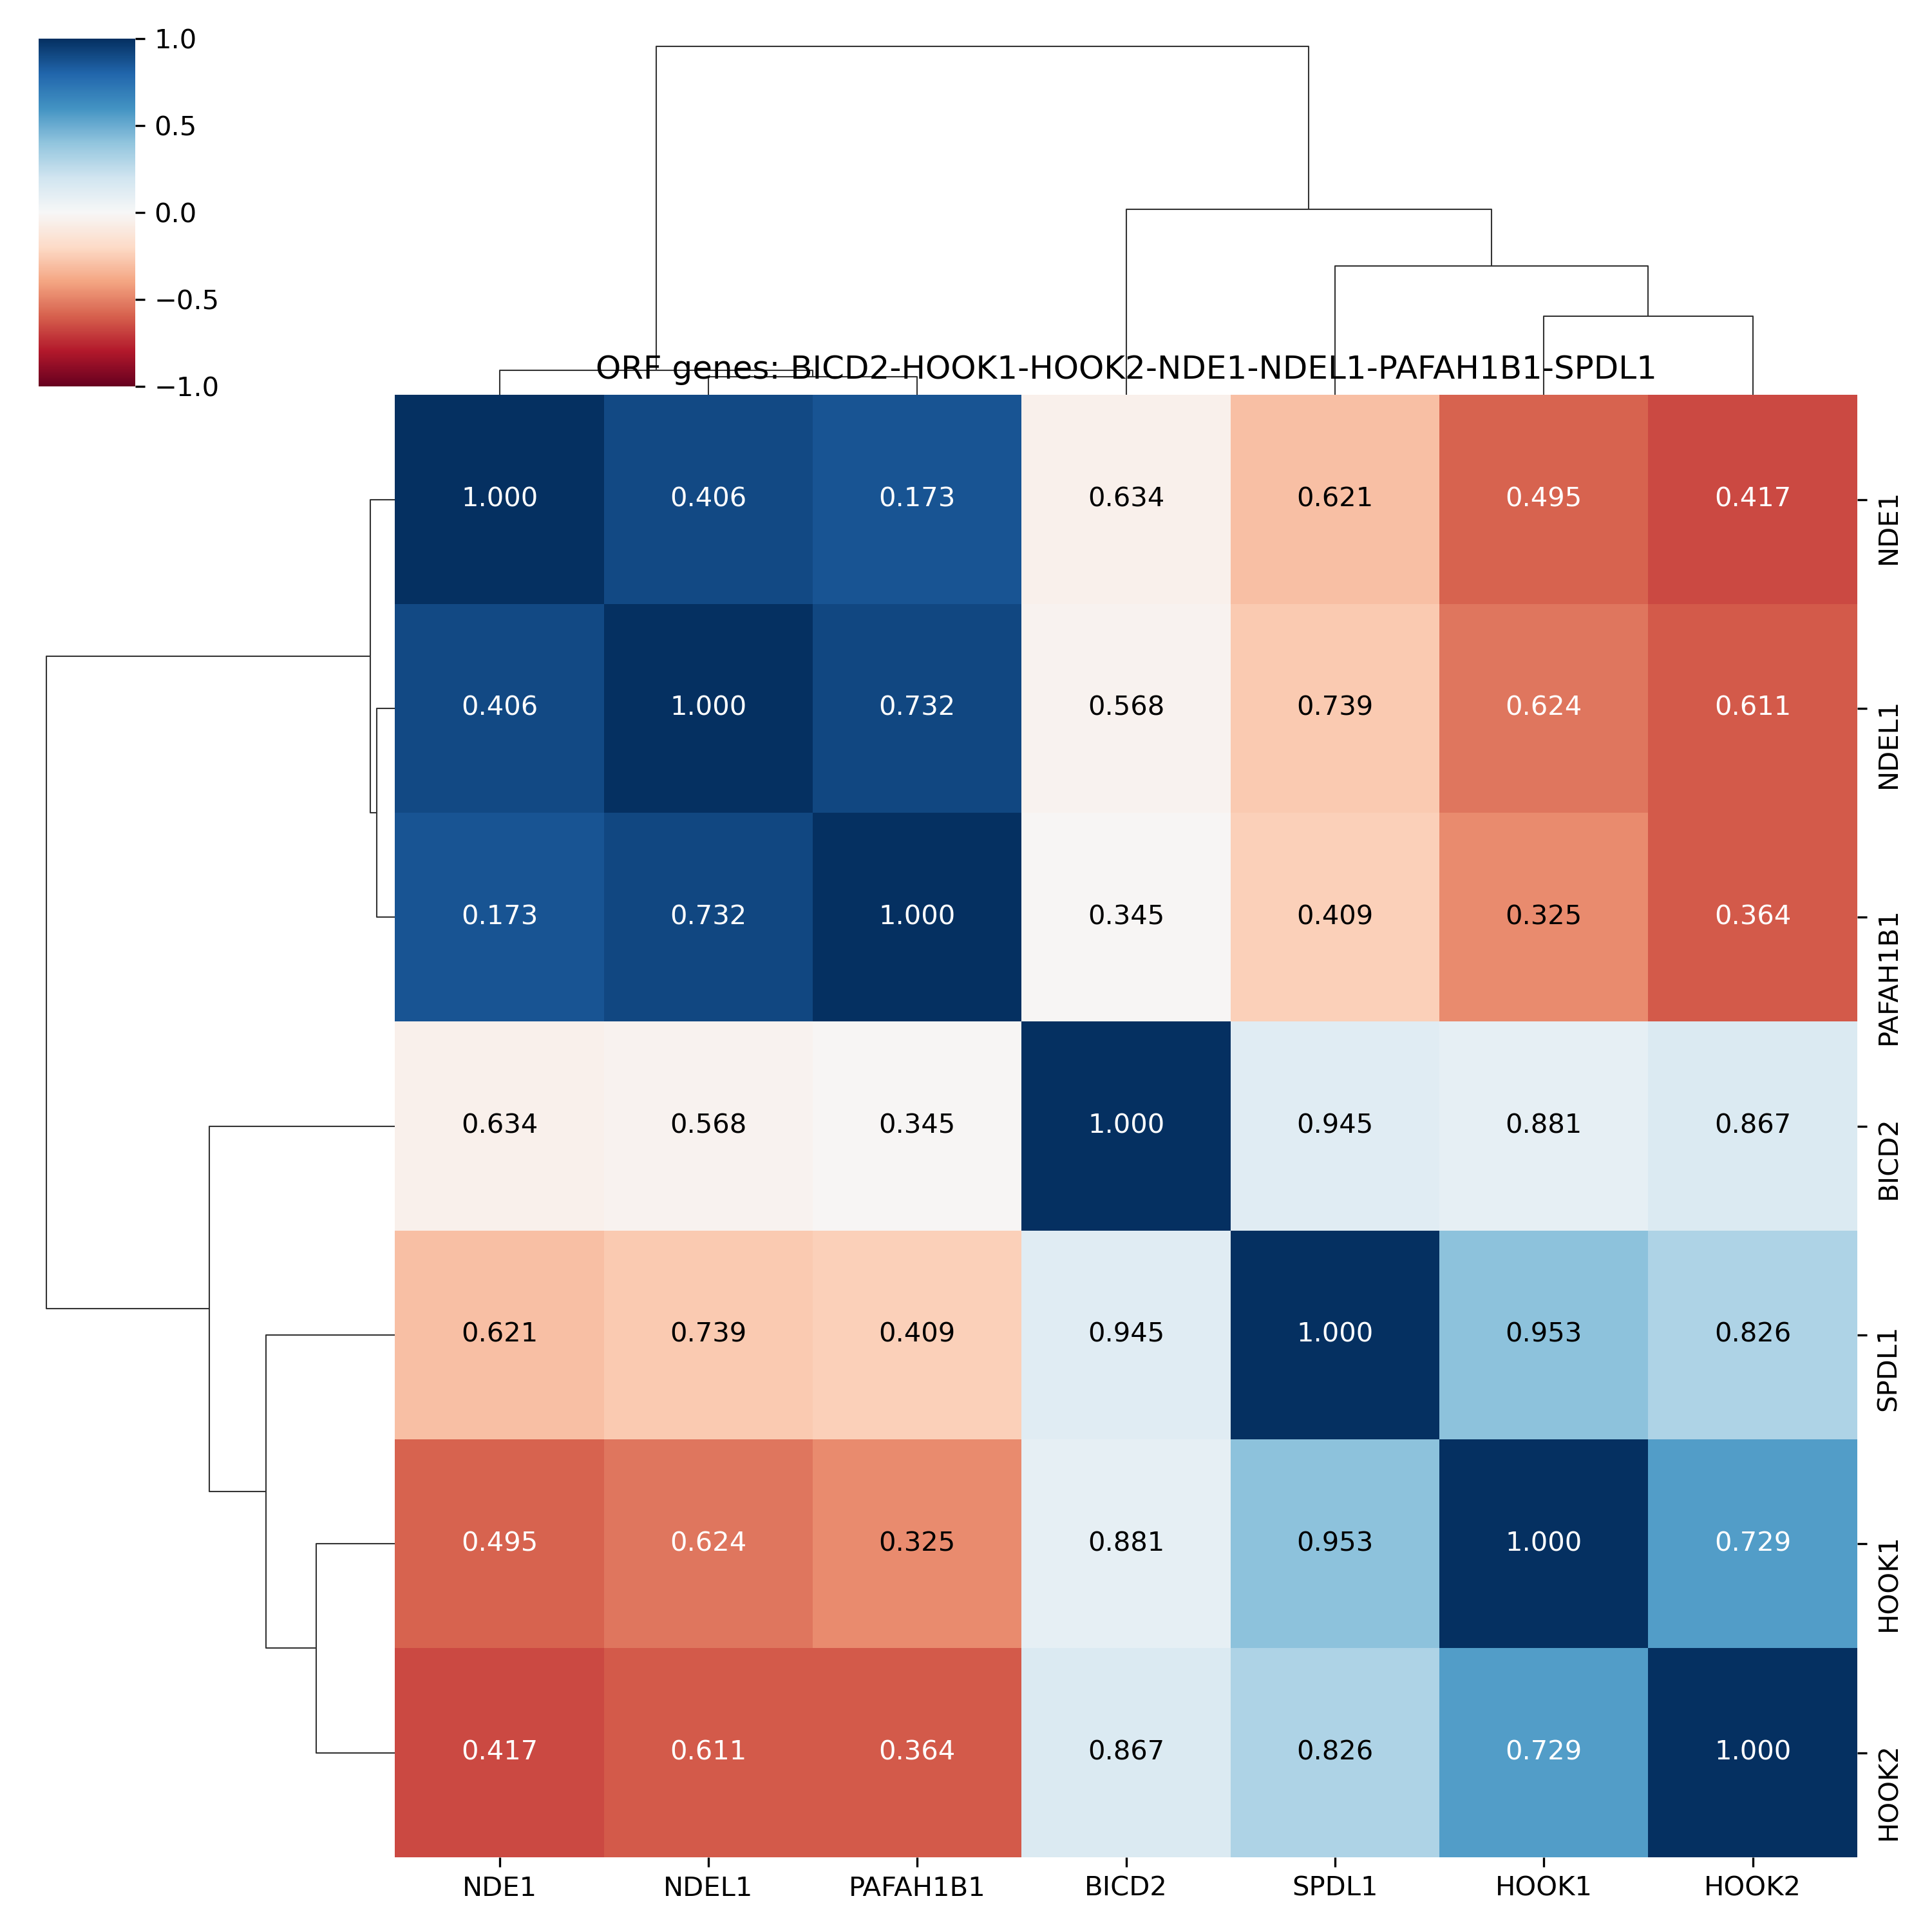 1.0
0.5
0.0
−0.5
−1.0
ORF genes: BICD2-HOOK1-HOOK2-NDE1-NDEL1-PAFAH1B1-SPDL1
1.000 0.406 0.173 0.634 0.621 0.495 0.417 NDE1
0.406 1.000 0.732 0.568 0.739 0.624 0.611 NDEL1
0.173 0.732 1.000 0.345 0.409 0.325 0.364 PAFAH1B1
0.634 0.568 0.345 1.000 0.945 0.881 0.867 BICD2
0.621 0.739 0.409 0.945 1.000 0.953 0.826 SPDL1
0.495 0.624 0.325 0.881 0.953 1.000 0.729 HOOK1
0.417 0.611 0.364 0.867 0.826 0.729 1.000 HOOK2
NDE1 NDEL1 PAFAH1B1 BICD2 SPDL1 HOOK1 HOOK2